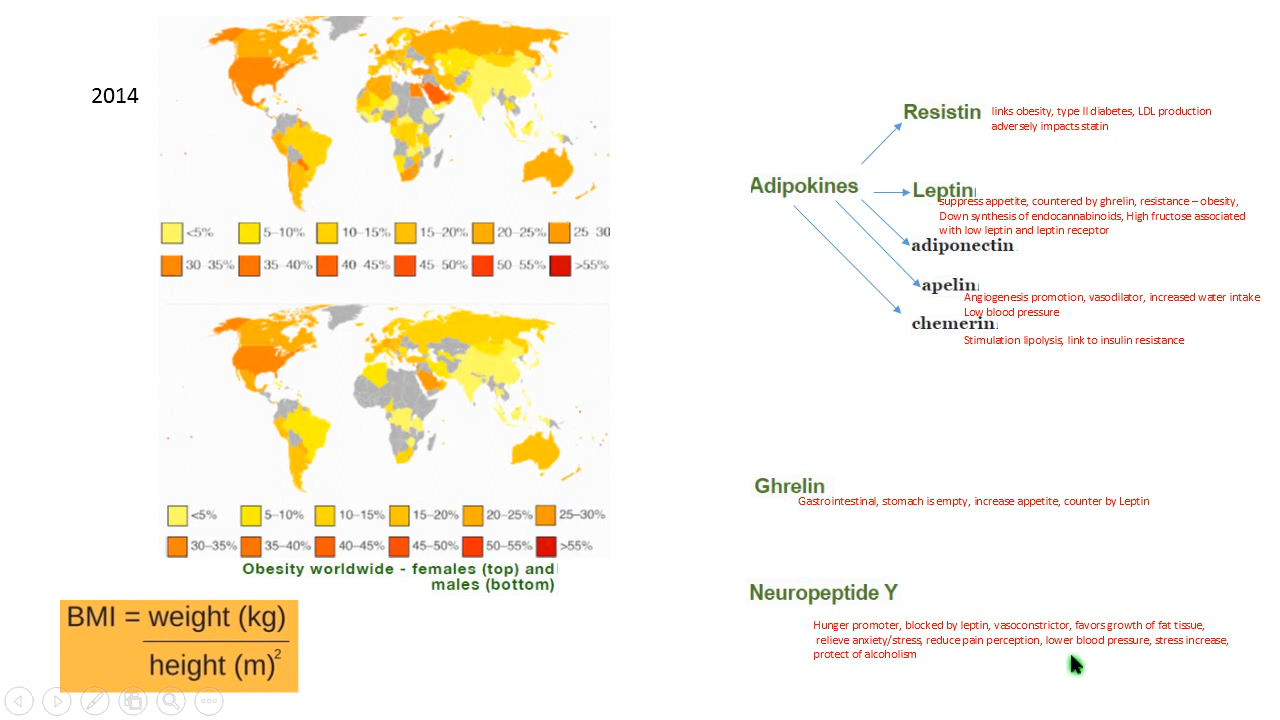 2014
<5%
5–10%
10–15%
15–20%
20–25%
25–30
30–35%
35–40%
40–45%
45–50%
50–55%
>55%
<5%
5–10%
10–15%
15–20%
20–25%
25–30%
30–35%
35–40%
40–45%
45–50%
50–55%
>55%
Obesity worldwide - females (top) and
males (bottom)
BMI = weight (kg)
height (m)²
Adipokines
Resistin
links obesity, type II diabetes, LDL production
adversely impacts statin
Leptin
suppress appetite, countered by ghrelin, resistance – obesity,
Down synthesis of endocannabinoids, High fructose associated
with low leptin and leptin receptor
adiponectin
apelin
Angiogenesis promotion, vasodilator, increased water intake
Low blood pressure
chemerin
Stimulation lipolysis, link to insulin resistance
Ghrelin
Gastrointestinal, stomach is empty, increase appetite, counter by Leptin
Neuropeptide Y
Hunger promoter, blocked by leptin, vasoconstrictor, favors growth of fat tissue,
relieve anxiety/stress, reduce pain perception, lower blood pressure, stress increase,
protect of alcoholism